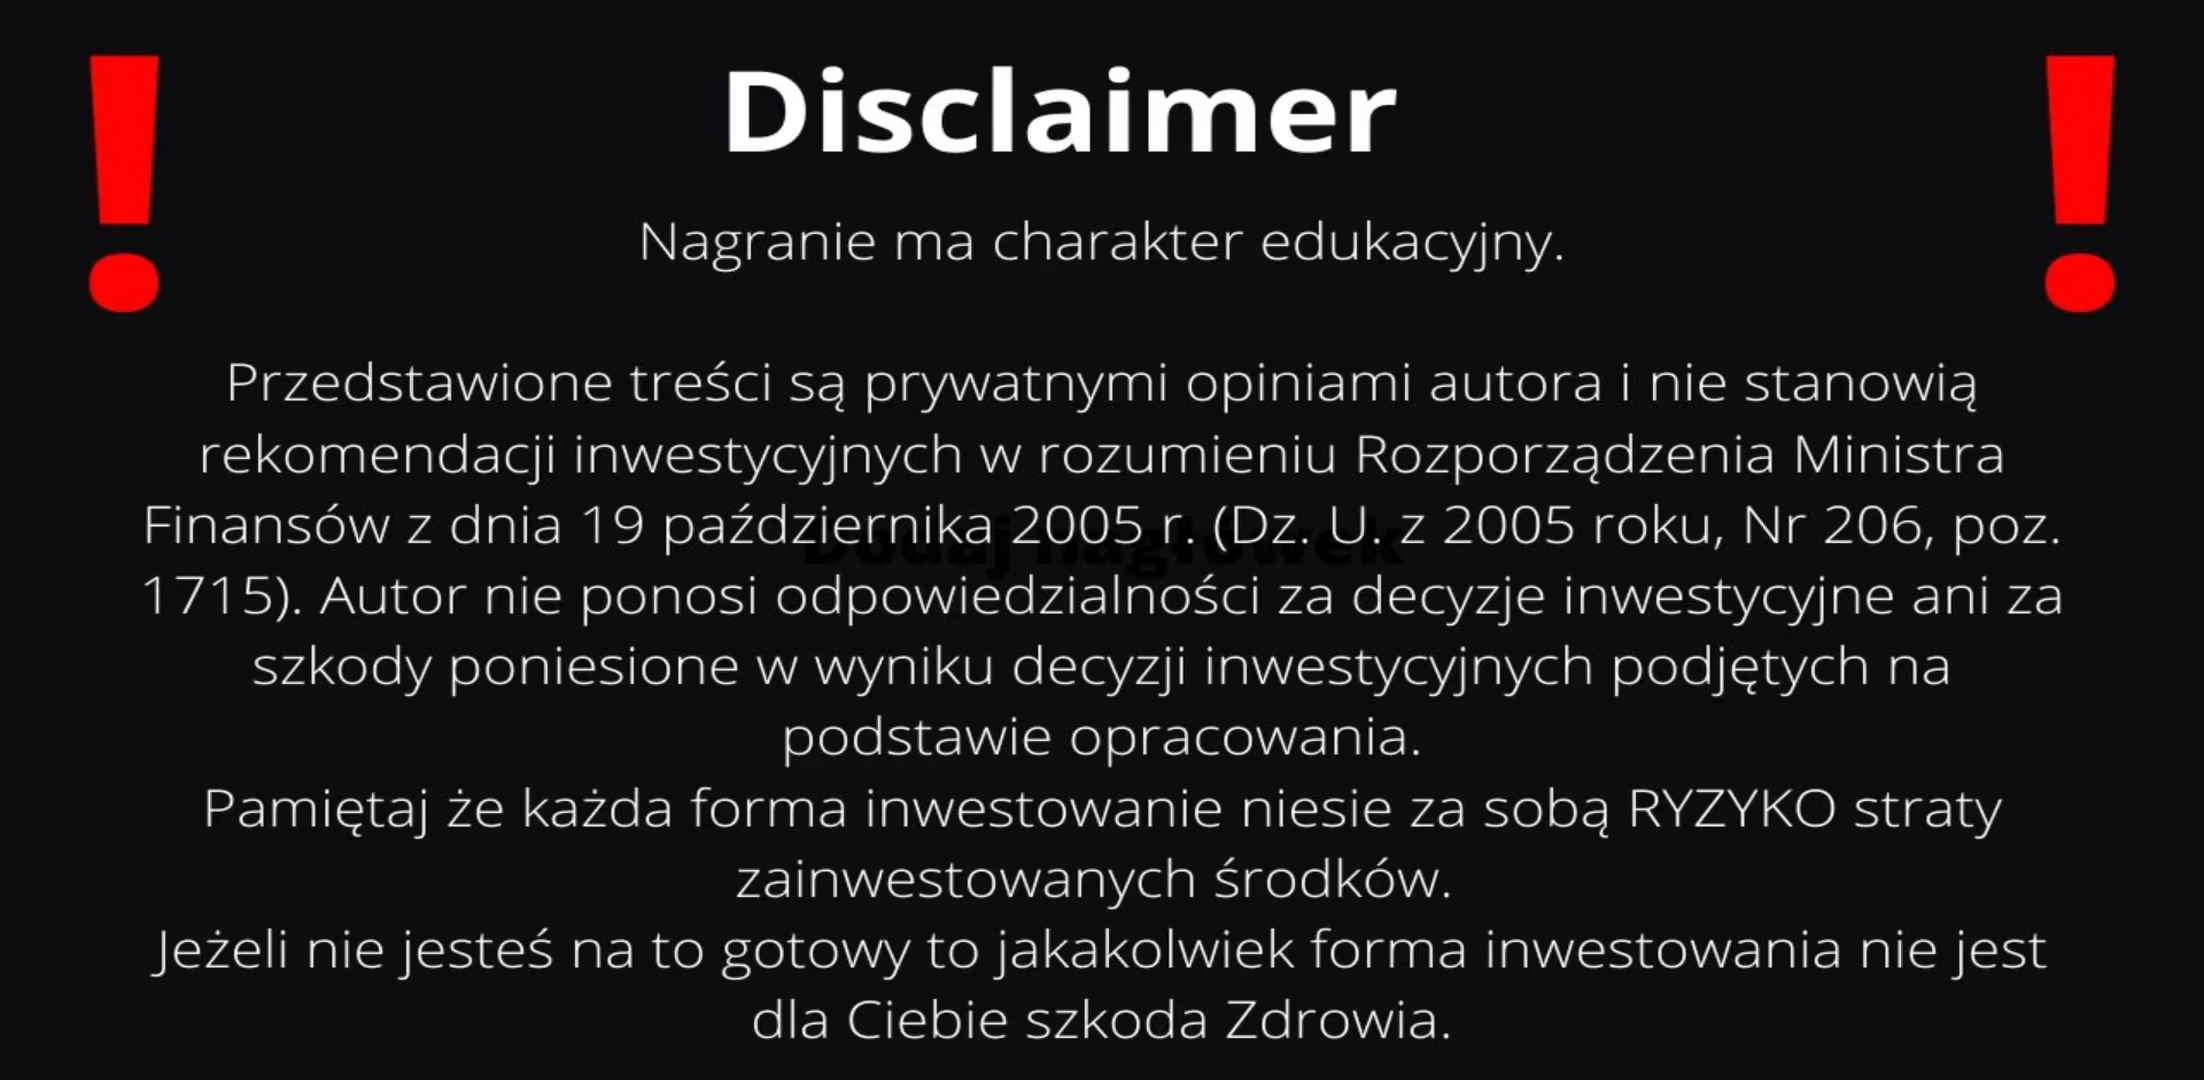 Disclaimer
Nagranie ma charakter edukacyjny.
Przedstawione treści są prywatnymi opiniami autora i nie stanowią
rekomendacji inwestycyjnych w rozumieniu Rozporządzenia Ministra
Finansów z dnia 19 października 2005 r. (Dz. U. z 2005 roku, Nr 206, poz.
Dodaj nagłówek
1715). Autor nie ponosi odpowiedzialności za decyzje inwestycyjne ani za
szkody poniesione w wyniku decyzji inwestycyjnych podjętych na
podstawie opracowania.
Pamiętaj że każda forma inwestowanie niesie za sobą RYZYKO straty
zainwestowanych środków.
Jeżeli nie jesteś na to gotowy to jakakolwiek forma inwestowania nie jest
dla Ciebie szkoda Zdrowia.